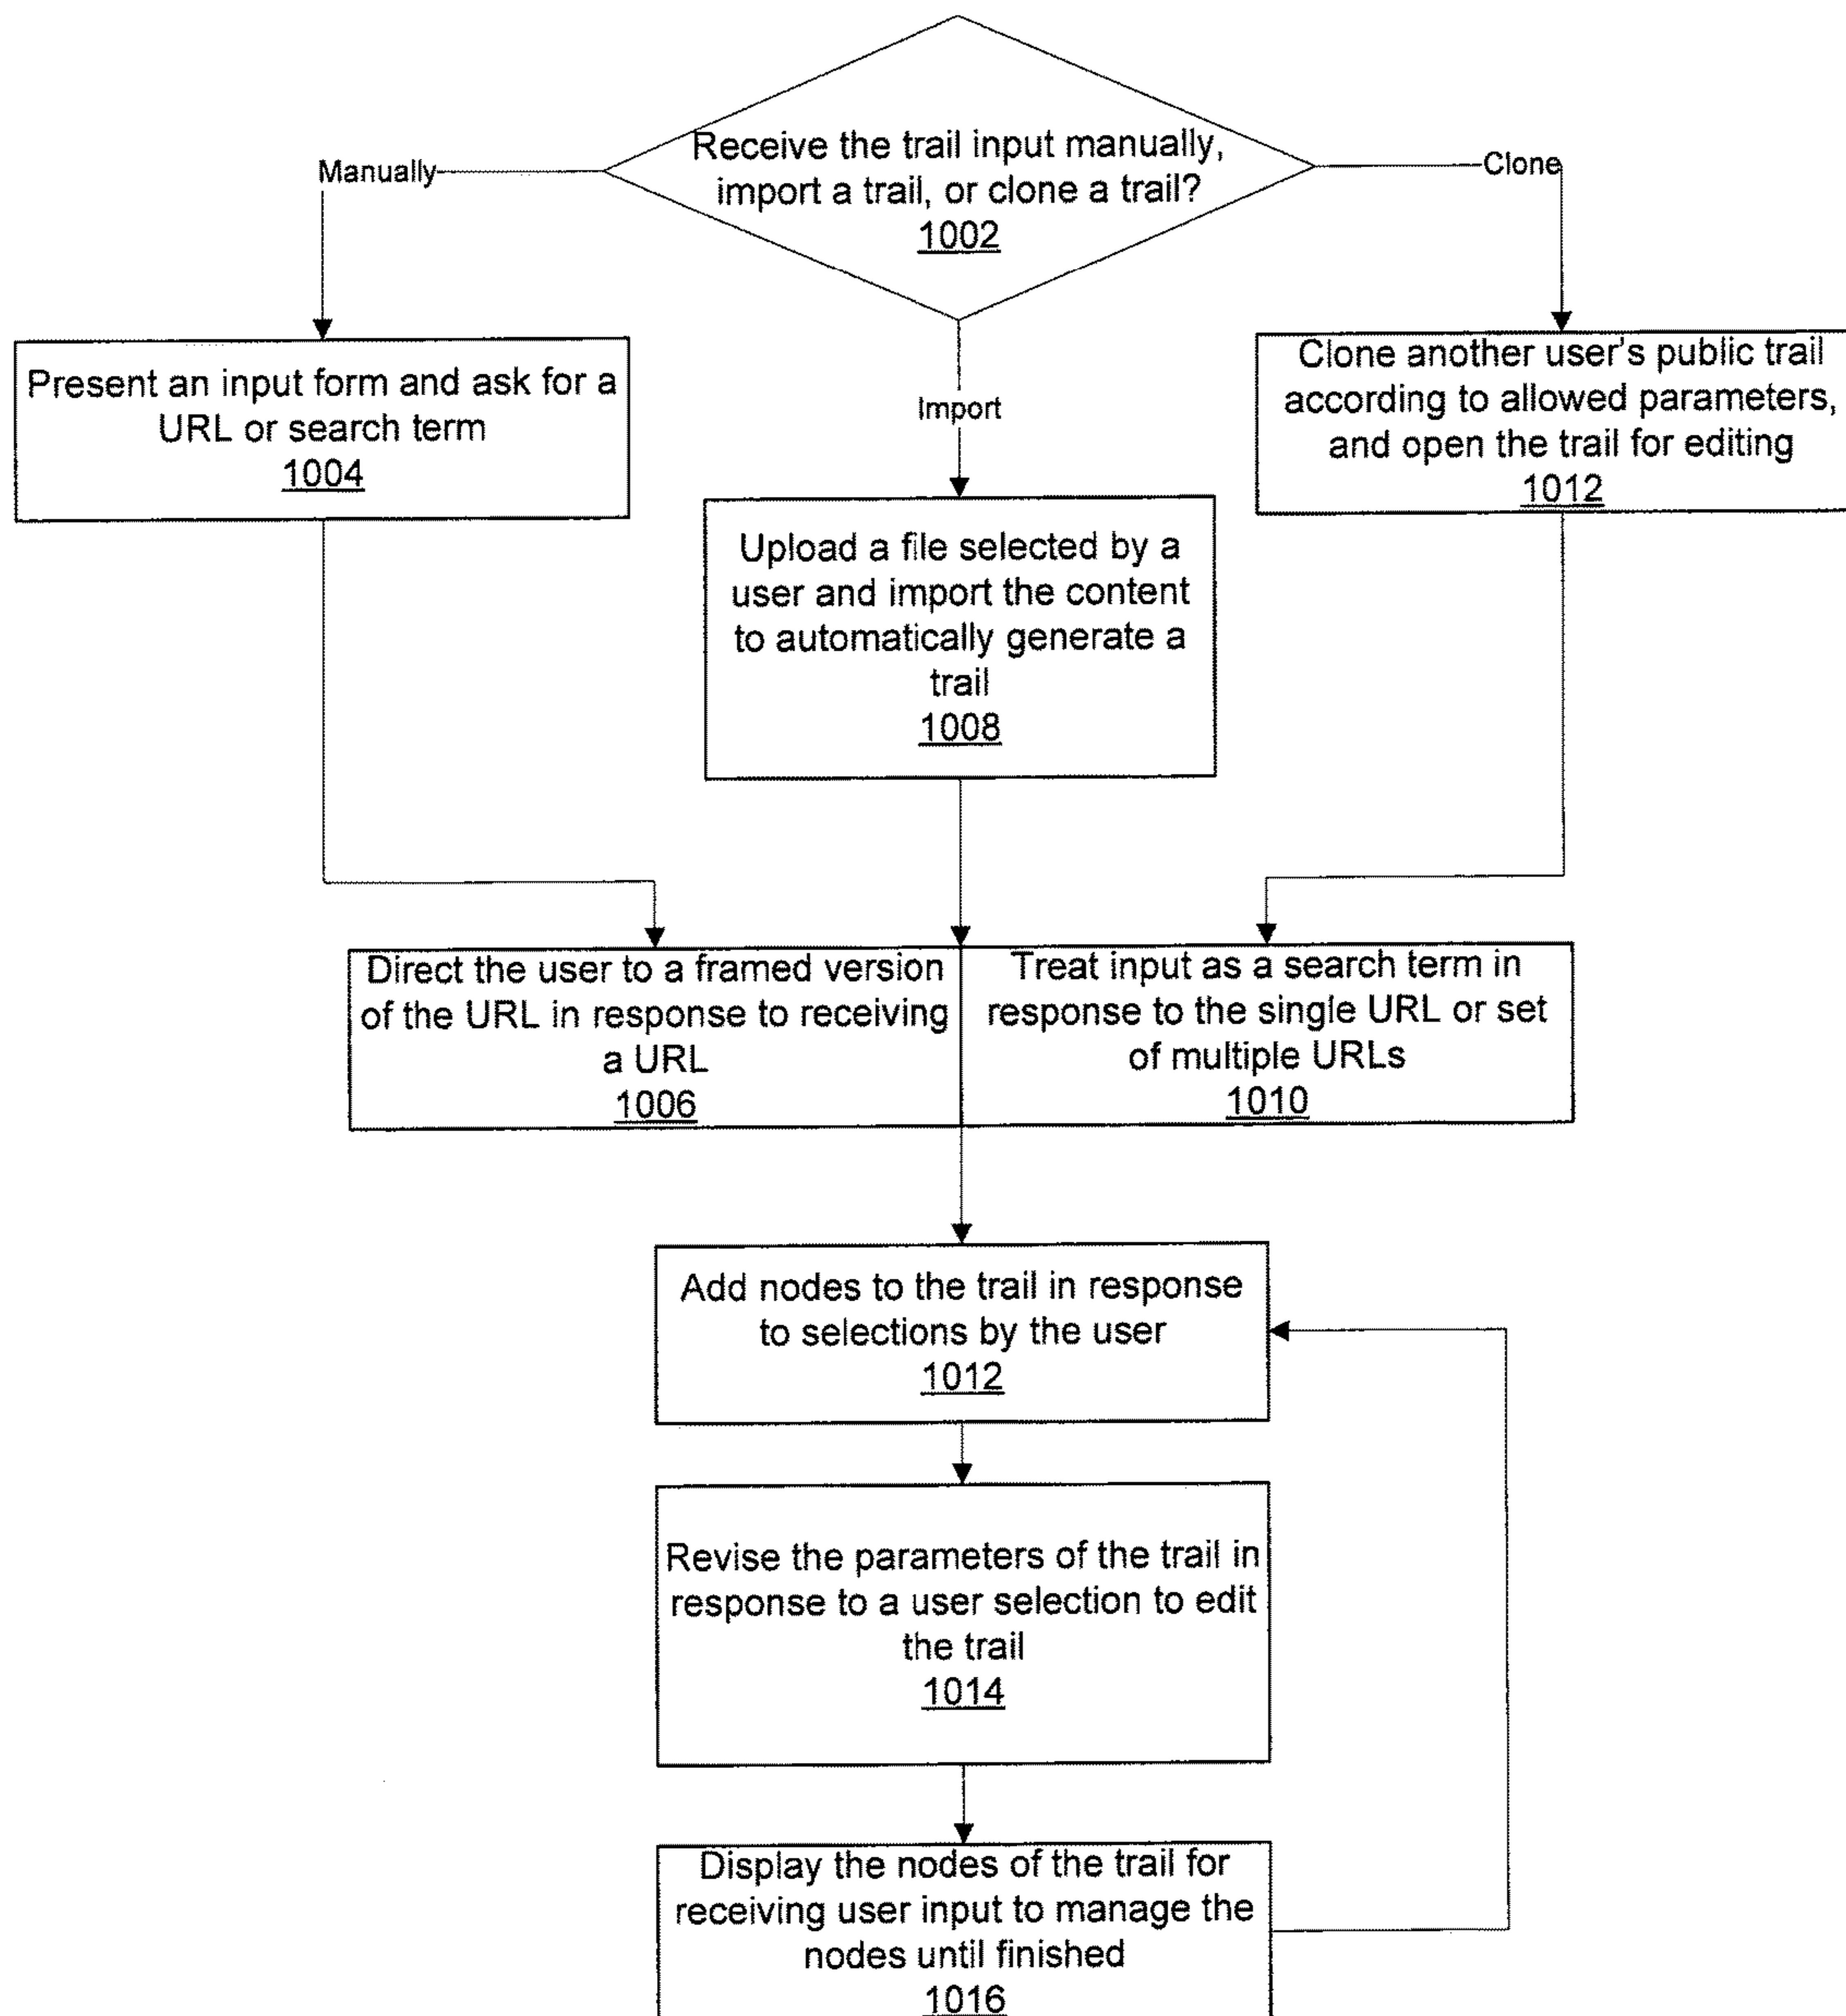 Receive the trail input manually,
import a trail, or clone a trail?
1002
Manually
Clone
Import
Present an input form and ask for a
URL or search term
1004
Clone another user's public trail
according to allowed parameters,
and open the trail for editing
1012
Upload a file selected by a
user and import the content
to automatically generate a
trail
1008
Direct the user to a framed version
of the URL in response to receiving
a URL
1006
Treat input as a search term in
response to the single URL or set
of multiple URLs
1010
Add nodes to the trail in response
to selections by the user
1012
Revise the parameters of the trail in
response to a user selection to edit
the trail
1014
Display the nodes of the trail for
receiving user input to manage the
nodes until finished
1016